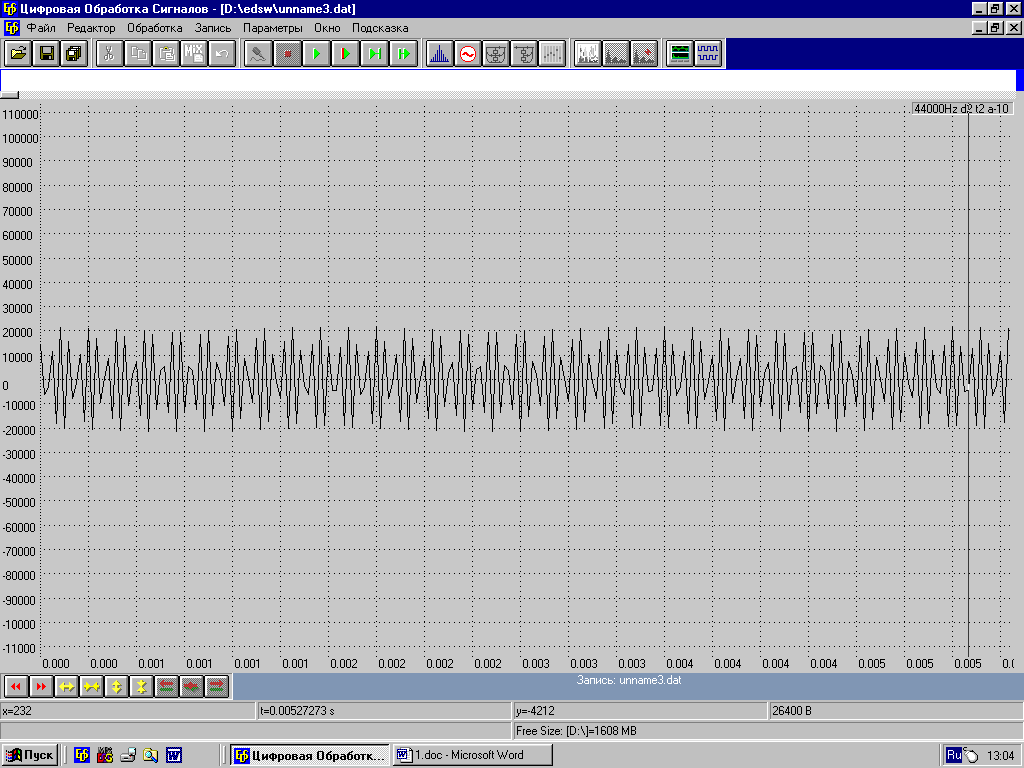 Цифровая Обработка Сигналов - [D:\edsw\unname3.dat]
Файл Редактор Обработка Запись Параметры Окно Подсказка
MiX
44000Hz d2 t2 a-10
110000
100000
90000
80000
70000
60000
50000
40000
30000
20000
10000
0
-10000
-20000
-30000
-40000
-50000
-60000
-70000
-80000
-90000
-10000
-11000
0.000 0.000 0.001 0.001 0.001 0.001 0.002 0.002 0.002 0.002 0.003 0.003 0.003 0.004 0.004 0.004 0.004 0.005 0.005 0.005
Запись: unname3.dat
x=232 t=0.00527273 s y=-4212 26400 B
Free Size: [D:\]=1608 MB
Пуск Цифровая Обработк... 1.doc - Microsoft Word Ru 13:04